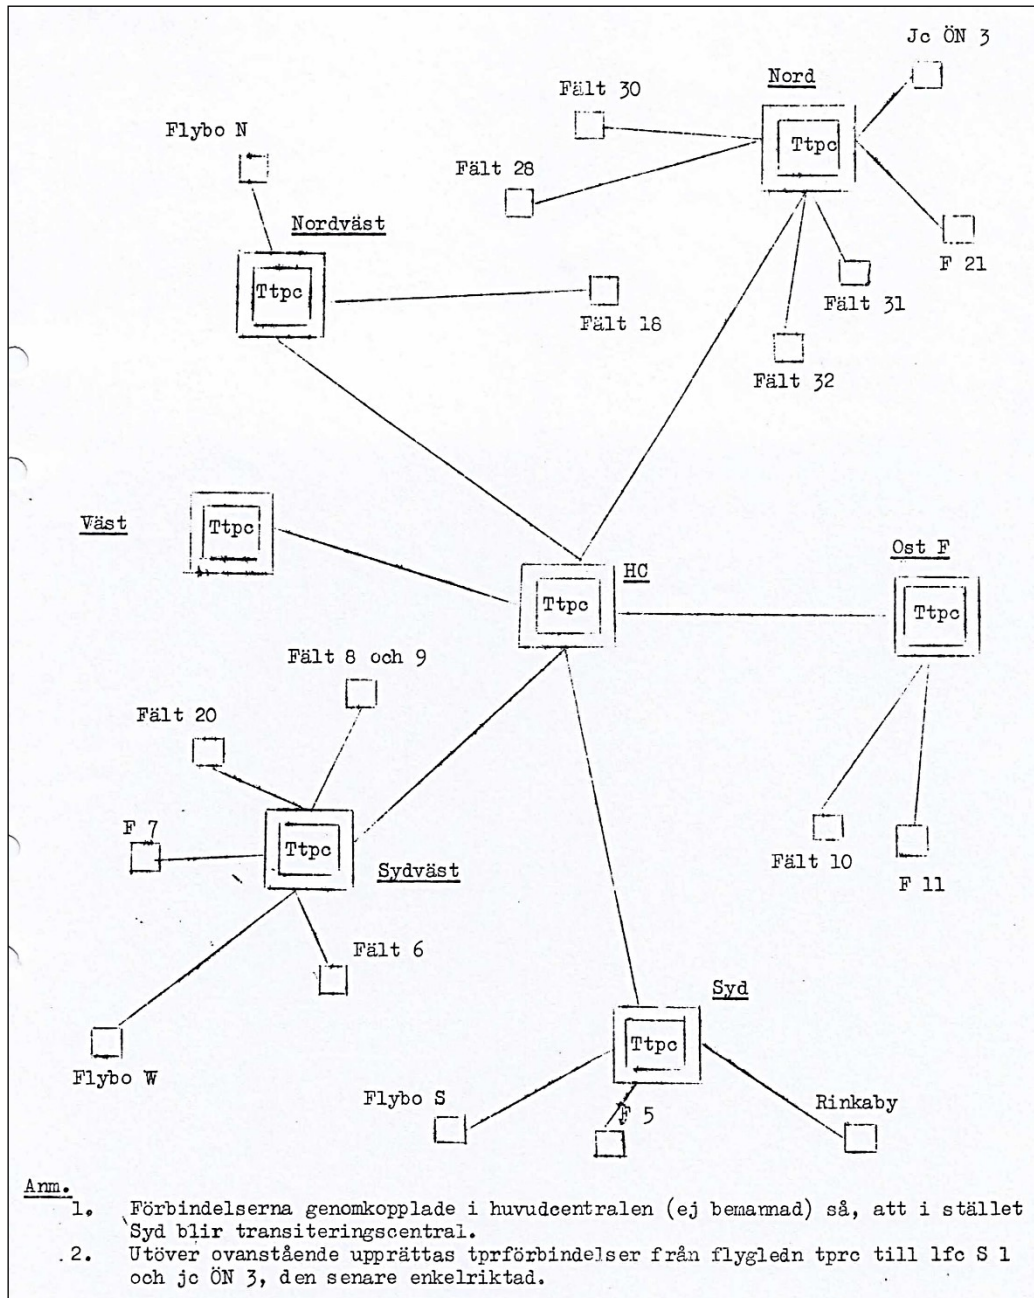 Jc ÖN 3
Nord
Fält 30
Ttpc
Flybo N
Fält 28
Nordväst
F 21
Ttpc
Fält 31
Fält 18
Fält 32
Väst
Ttpc
Ost F
HC
Ttpc
Ttpc
Fält 8 och 9
Fält 20
F 7
Ttpc
Sydväst
Fält 10
F 11
Fält 6
Syd
Ttpc
Flybo W
Flybo S
F 5
Rinkaby
Anm.
1. Förbindelserna genomkopplade i huvudcentralen (ej bemannad) så, att i stället
Syd blir transiteringscentral.
2. Utöver ovanstående upprättas tprförbindelser från flygledn tprc till lfc S 1
och jc ÖN 3, den senare enkelriktad.